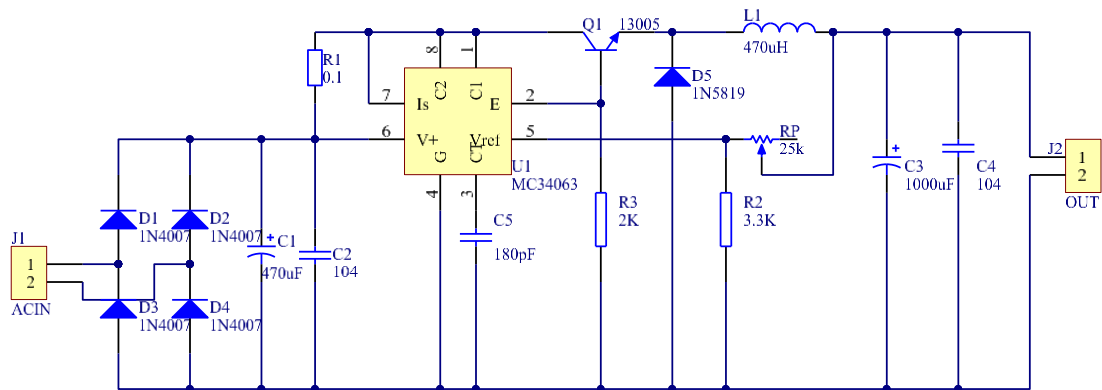 Q1
13005
L1
470uH
R1
0.1
8
1
C2
C1
7
Is
E
2
6
V+
Vref
5
G
CT
U1
MC34063
4
3
D5
1N5819
RP
25k
C3
1000uF
C4
104
J2
1
2
OUT
D1
1N4007
D2
1N4007
C1
470uF
C2
104
C5
180pF
R3
2K
R2
3.3K
J1
1
2
ACIN
D3
1N4007
D4
1N4007